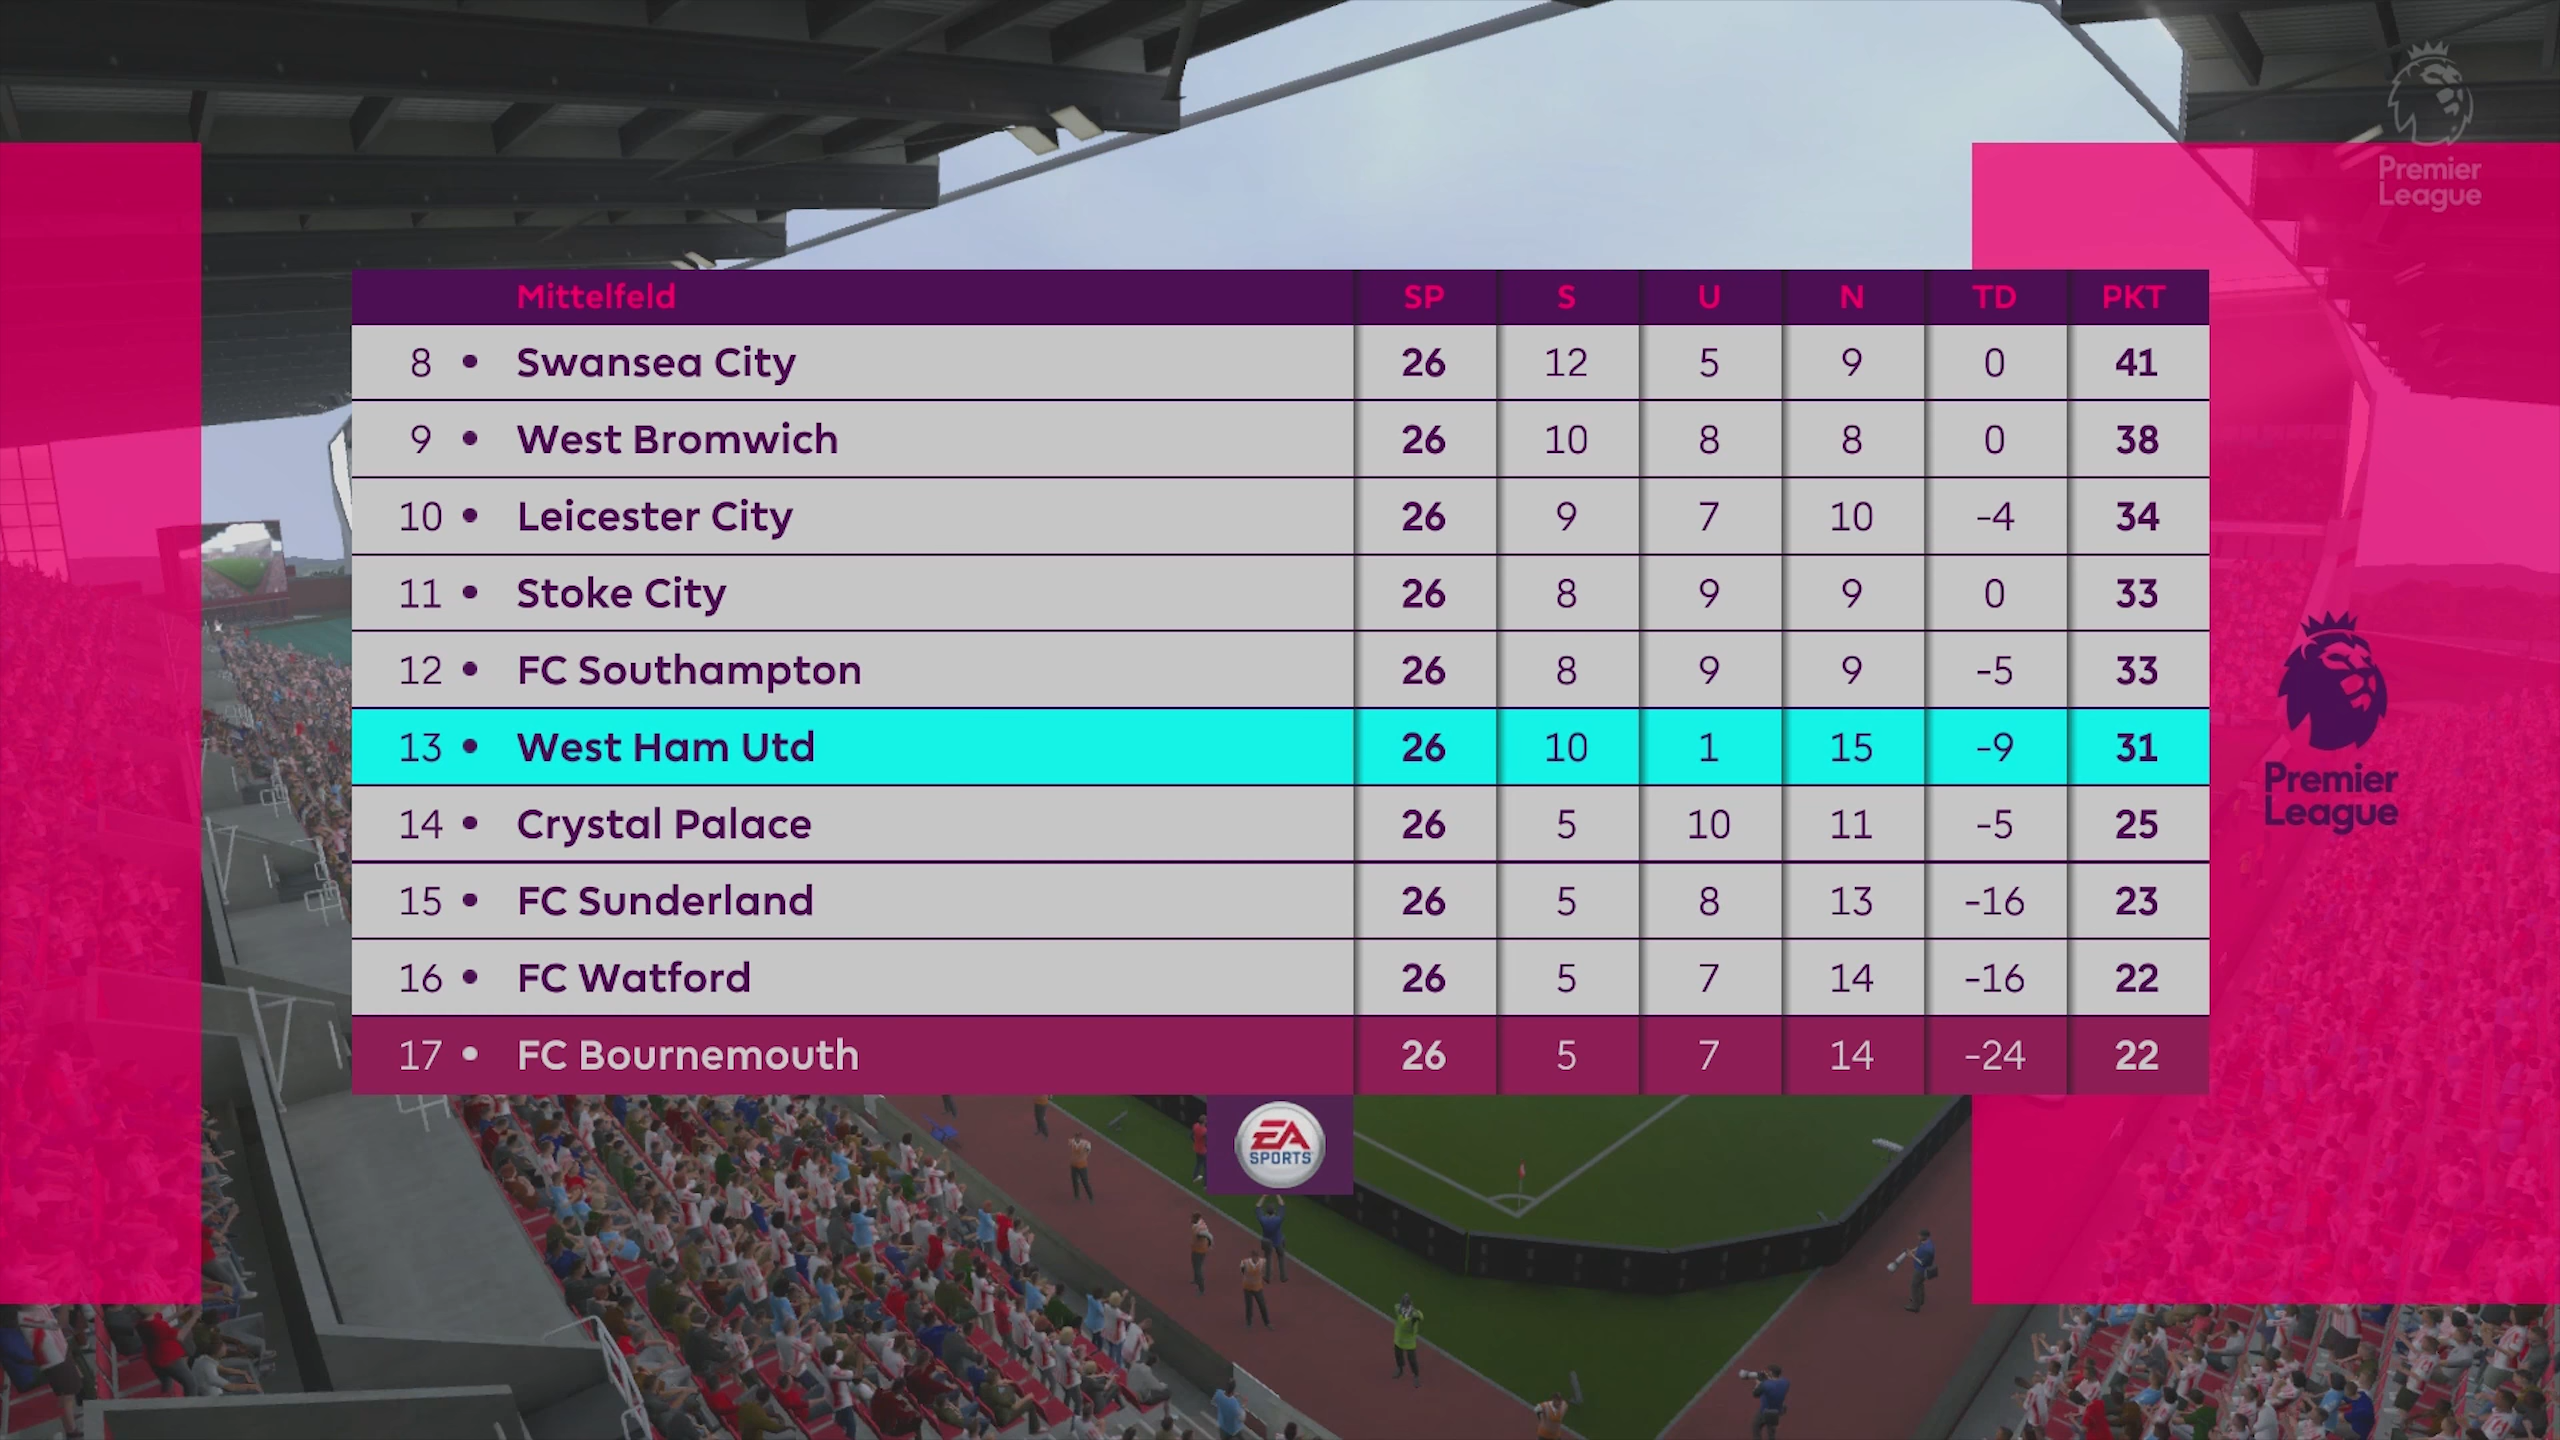 Premier
League
Mittelfeld SP S U N TD PKT
8 • Swansea City 26 12 5 9 0 41
9 • West Bromwich 26 10 8 8 0 38
10 • Leicester City 26 9 7 10 -4 34
11 • Stoke City 26 8 9 9 0 33
12 • FC Southampton 26 8 9 9 -5 33
13 • West Ham Utd 26 10 1 15 -9 31
14 • Crystal Palace 26 5 10 11 -5 25
15 • FC Sunderland 26 5 8 13 -16 23
16 • FC Watford 26 5 7 14 -16 22
17 • FC Bournemouth 26 5 7 14 -24 22
Premier
League
EA
SPORTS